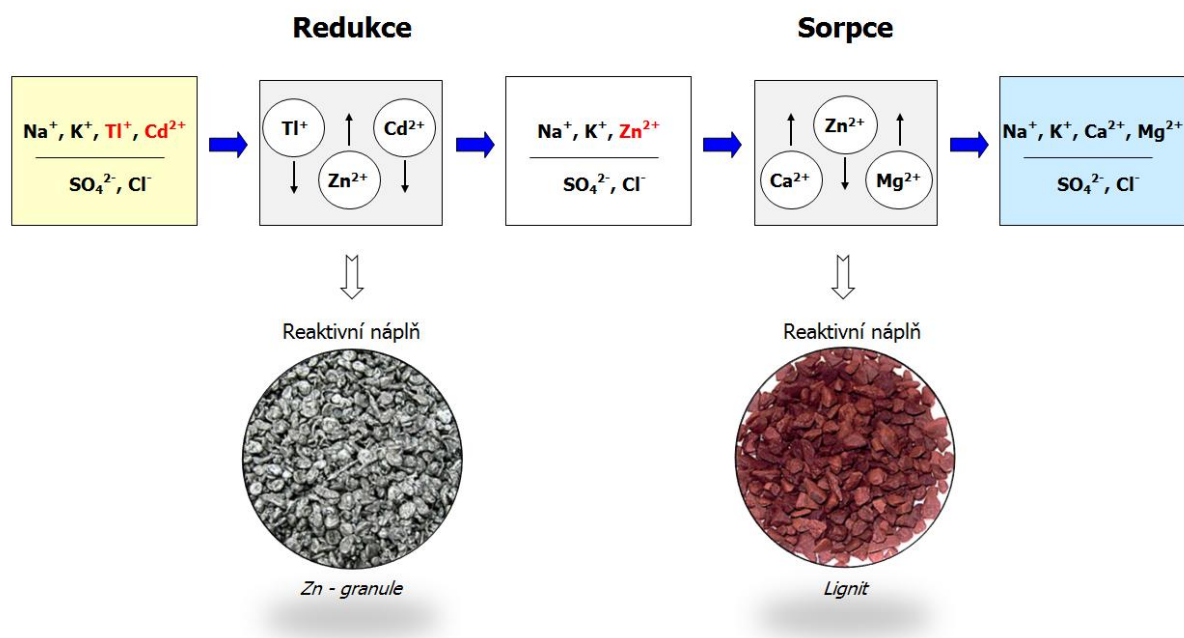 Redukce
Sorpce
Na⁺, K⁺, Tl⁺, Cd²⁺
SO₄²⁻, Cl⁻
Tl⁺
Cd²⁺
Zn²⁺
Na⁺, K⁺, Zn²⁺
SO₄²⁻, Cl⁻
Zn²⁺
Ca²⁺
Mg²⁺
Na⁺, K⁺, Ca²⁺, Mg²⁺
SO₄²⁻, Cl⁻
Reaktivní náplň
Zn - granule
Reaktivní náplň
Lignit